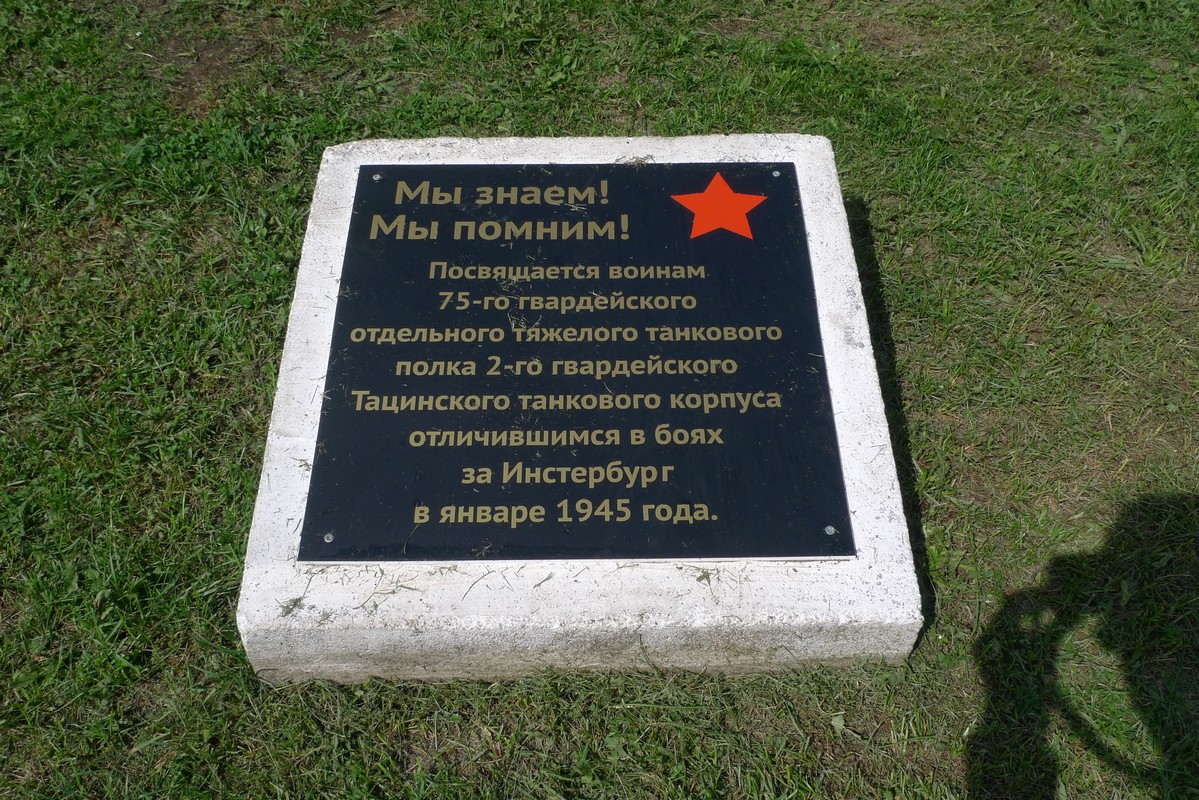 Мы знаем!
Мы помним!
Посвящается воинам
75-го гвардейского
отдельного тяжелого танкового
полка 2-го гвардейского
Тацинского танкового корпуса
отличившимся в боях
за Инстербург
в январе 1945 года.